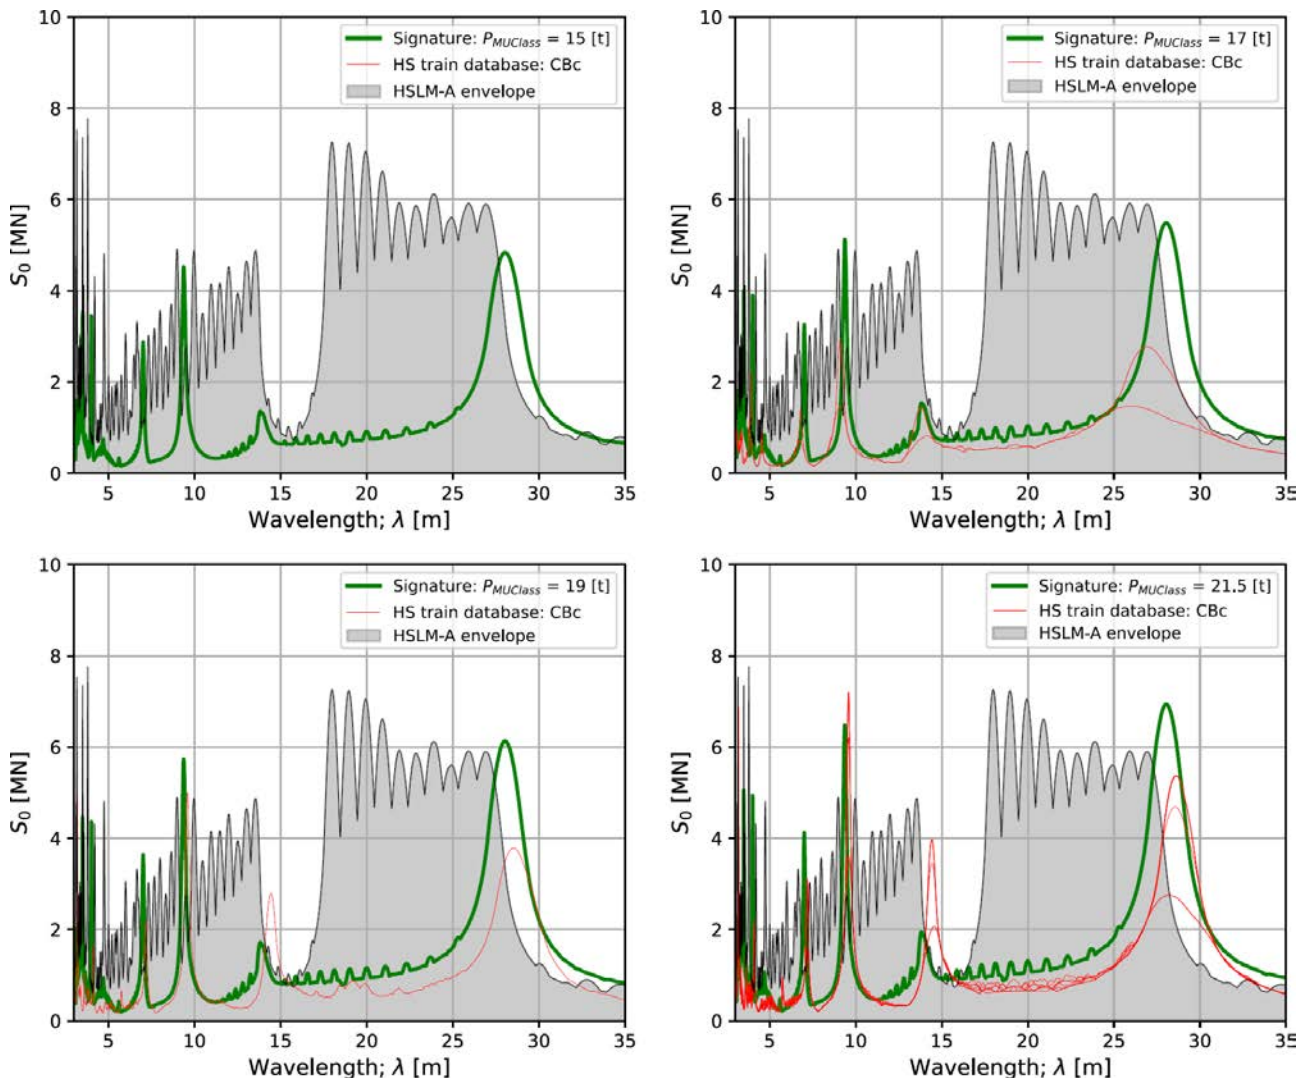 10
8
6
4
2
0
S₀ [MN]
Signature: P_MUClass = 15 [t]
HS train database: CBc
HSLM-A envelope
5 10 15 20 25 30 35
Wavelength; λ [m]
10
8
6
4
2
0
S₀ [MN]
Signature: P_MUClass = 17 [t]
HS train database: CBc
HSLM-A envelope
5 10 15 20 25 30 35
Wavelength; λ [m]
10
8
6
4
2
0
S₀ [MN]
Signature: P_MUClass = 19 [t]
HS train database: CBc
HSLM-A envelope
5 10 15 20 25 30 35
Wavelength; λ [m]
10
8
6
4
2
0
S₀ [MN]
Signature: P_MUClass = 21.5 [t]
HS train database: CBc
HSLM-A envelope
5 10 15 20 25 30 35
Wavelength; λ [m]